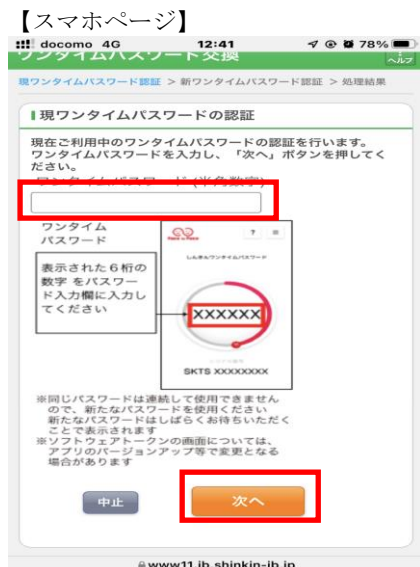 【スマホページ】
docomo 4G 12:41 78%
ワンタイムパスワード交換
ヘルプ
現ワンタイムパスワード認証 > 新ワンタイムパスワード認証 > 処理結果
現ワンタイムパスワードの認証
現在ご利用中のワンタイムパスワードの認証を行います。
ワンタイムパスワードを入力し、「次へ」ボタンを押してく
ださい。
ワンタイムパスワード(半角数字)
ワンタイム
パスワード
?
しんきんワンタイムパスワード
表示された6桁の
数字 をパスワー
ド入力欄に入力し
てください
XXXXXX
SKTS XXXXXXXX
※同じパスワードは連続して使用できません
ので、新たなパスワードを使用ください
新たなパスワードはしばらくお待ちいただく
ことで表示されます
※ソフトウェアトークンの画面については、
アプリのバージョンアップ等で変更となる
場合があります
中止
次へ
www11.ib.shinkin-ib.jp